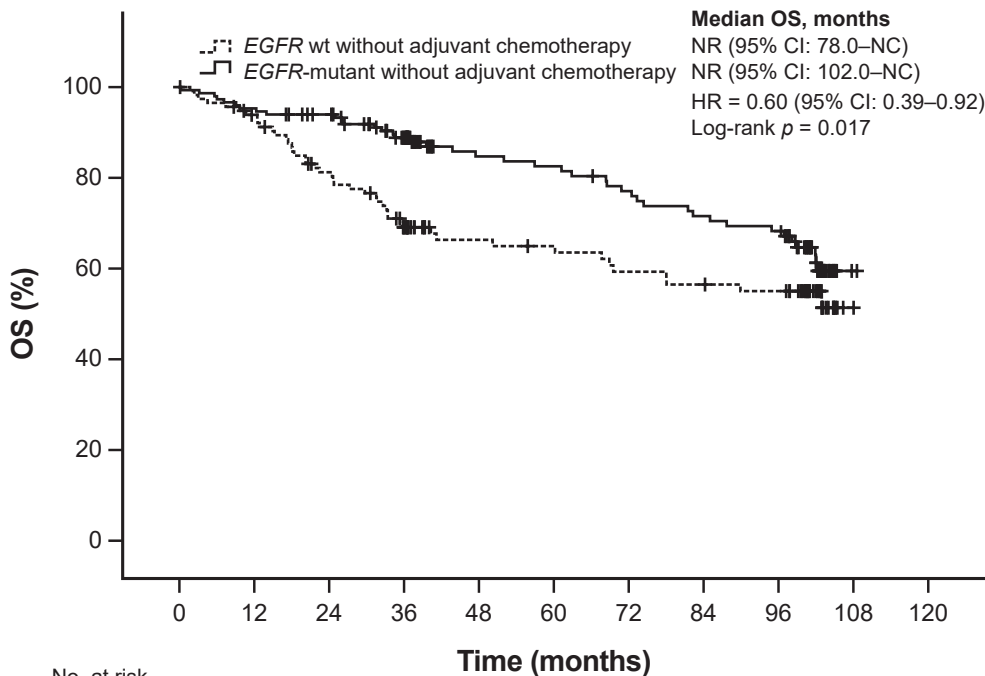 Median OS, months
EGFR wt without adjuvant chemotherapy NR (95% CI: 78.0–NC)
EGFR-mutant without adjuvant chemotherapy NR (95% CI: 102.0–NC)
HR = 0.60 (95% CI: 0.39–0.92)
Log-rank p = 0.017
100
80
60
40
20
0
OS (%)
0 12 24 36 48 60 72 84 96 108 120
Time (months)
No. at risk